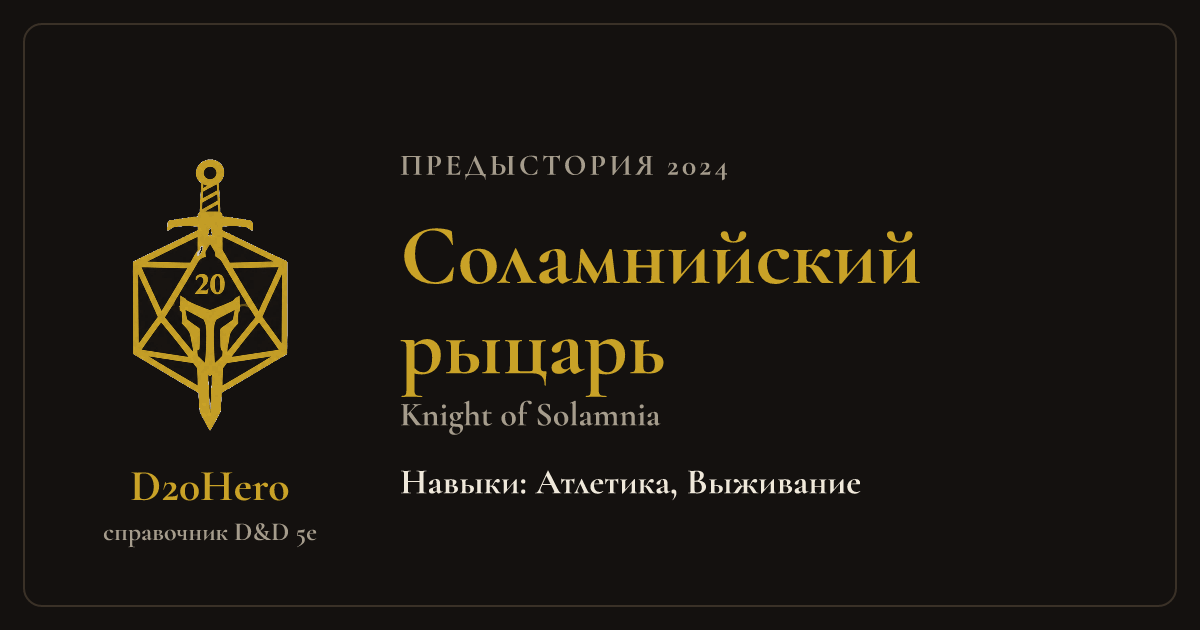 20
D20Hero
справочник D&D 5e
ПРЕДЫСТОРИЯ 2024
Соламнийский
рыцарь
Knight of Solamnia
Навыки: Атлетика, Выживание